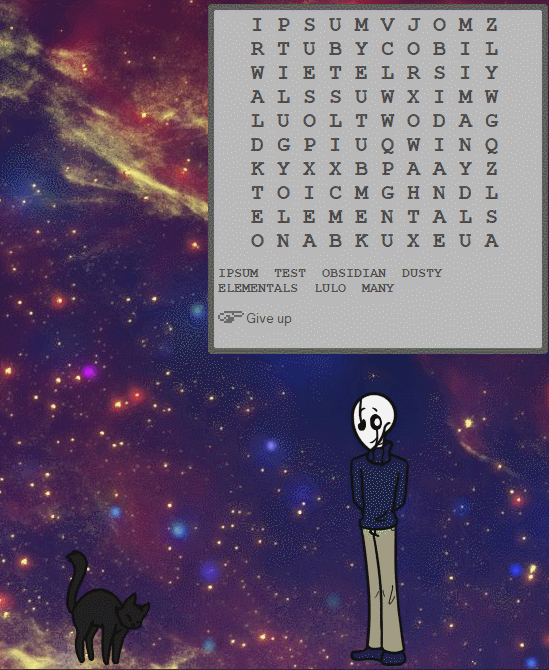 I P S U M V J O M Z
R T U B Y C O B I L
W I E T E L R S I Y
A L S S U W X I M W
L U O L T W O D A G
D G P I U Q W I N Q
K Y X X B P A A Y Z
T O I C M G H N D L
E L E M E N T A L S
O N A B K U X E U A
IPSUM TEST OBSIDIAN DUSTY
ELEMENTALS LULO MANY
Give up